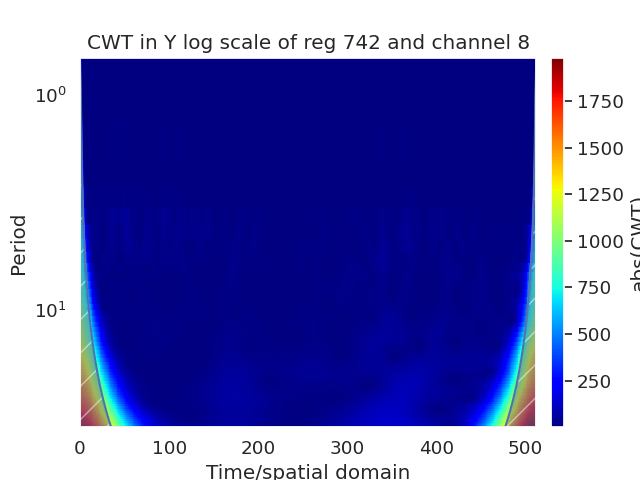 CWT in Y log scale of reg 742 and channel 8
10⁰
10¹
Period
0 100 200 300 400 500
Time/spatial domain
1750
1500
1250
1000
750
500
250
abs(CWT)